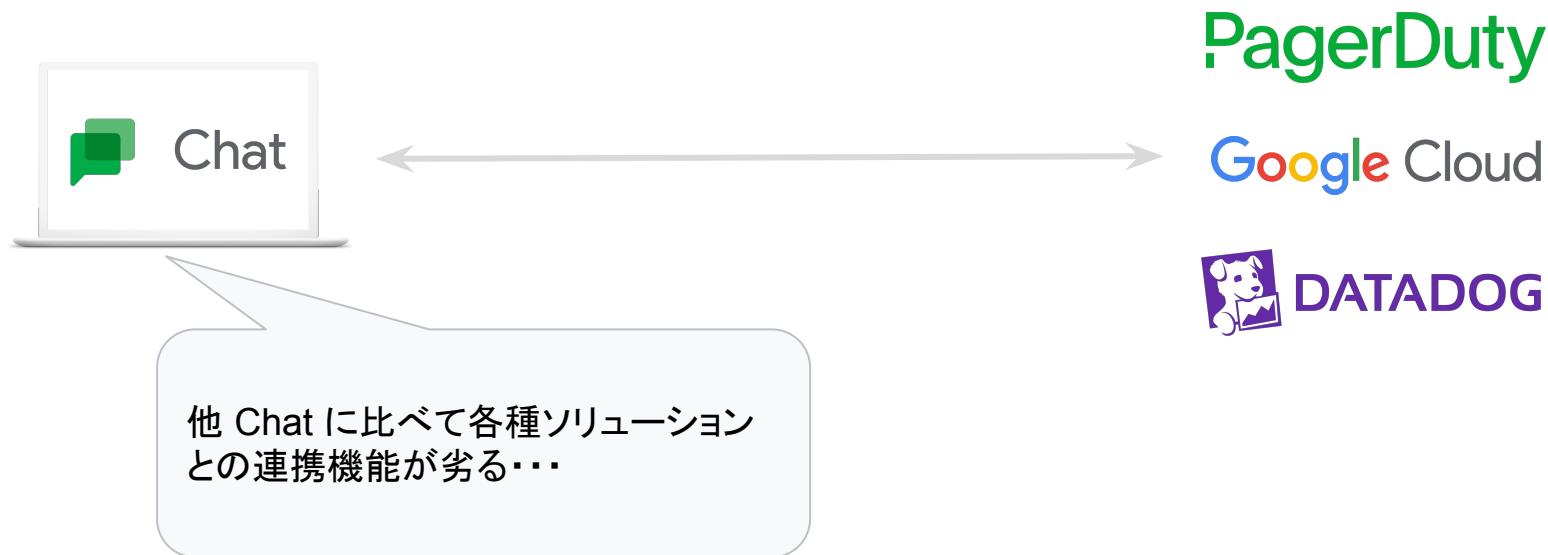 PagerDuty
Chat
Google Cloud
DATADOG
他 Chat に比べて各種ソリューション
との連携機能が劣る・・・